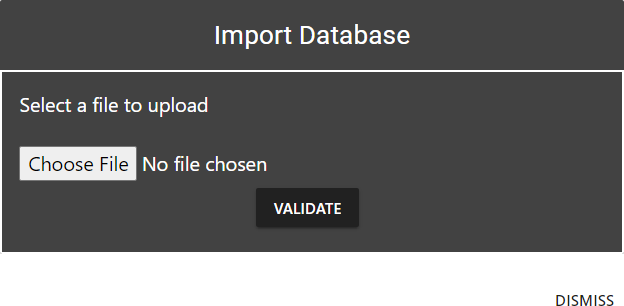 Import Database
Select a file to upload
Choose File No file chosen
VALIDATE
DISMISS